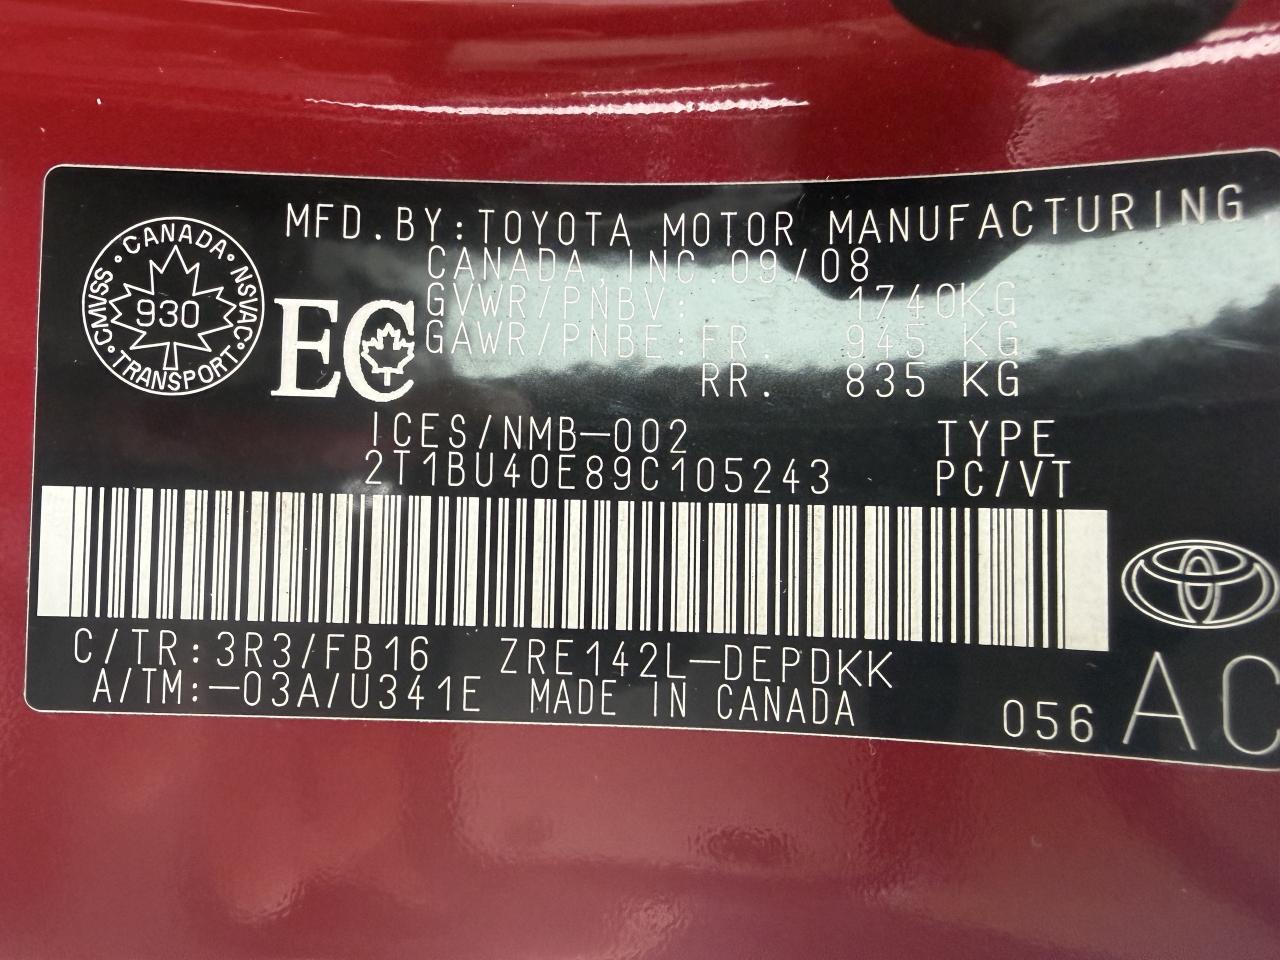 MFD.BY:TOYOTA MOTOR MANUFACTURING
CANADA INC.09/08
GVWR/PNBV: 1740KG
GAWR/PNBE:FR. 945 KG
RR. 835 KG
CANADA · NSVAC · TRANSPORT · CMVSS ·
930
EC
ICES/NMB-002 TYPE
2T1BU40E89C105243 PC/VT
C/TR:3R3/FB16 ZRE142L-DEPDKK
A/TM:-03A/U341E MADE IN CANADA
056 AC